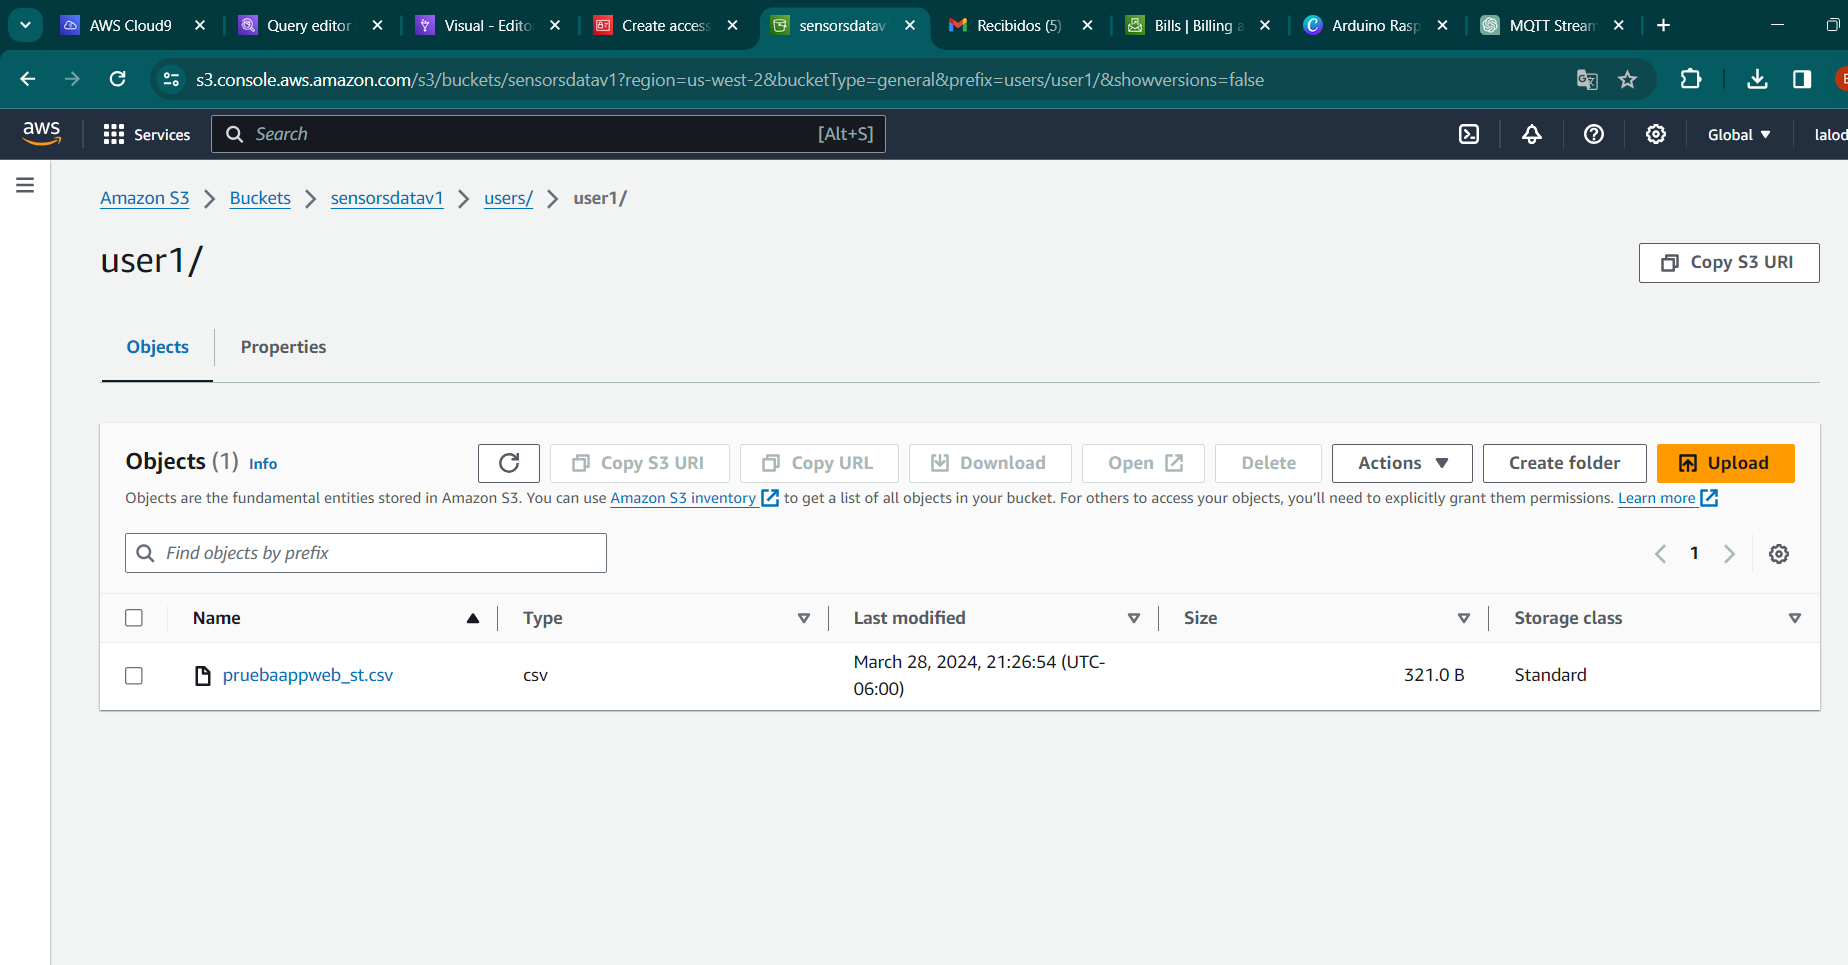 AWS Cloud9
Query editor
Visual - Edito
Create access
sensorsdatav
Recibidos (5)
Bills | Billing a
Arduino Rasp
MQTT Stream
s3.console.aws.amazon.com/s3/buckets/sensorsdatav1?region=us-west-2&bucketType=general&prefix=users/user1/&showversions=false
aws
Services
Search
[Alt+S]
Global
lalod
Amazon S3
Buckets
sensorsdatav1
users/
user1/
user1/
Copy S3 URI
Objects
Properties
Objects (1) Info
Copy S3 URI
Copy URL
Download
Open
Delete
Actions
Create folder
Upload
Objects are the fundamental entities stored in Amazon S3. You can use Amazon S3 inventory to get a list of all objects in your bucket. For others to access your objects, you'll need to explicitly grant them permissions. Learn more
Find objects by prefix
1
Name
Type
Last modified
Size
Storage class
pruebaappweb_st.csv
csv
March 28, 2024, 21:26:54 (UTC-
06:00)
321.0 B
Standard